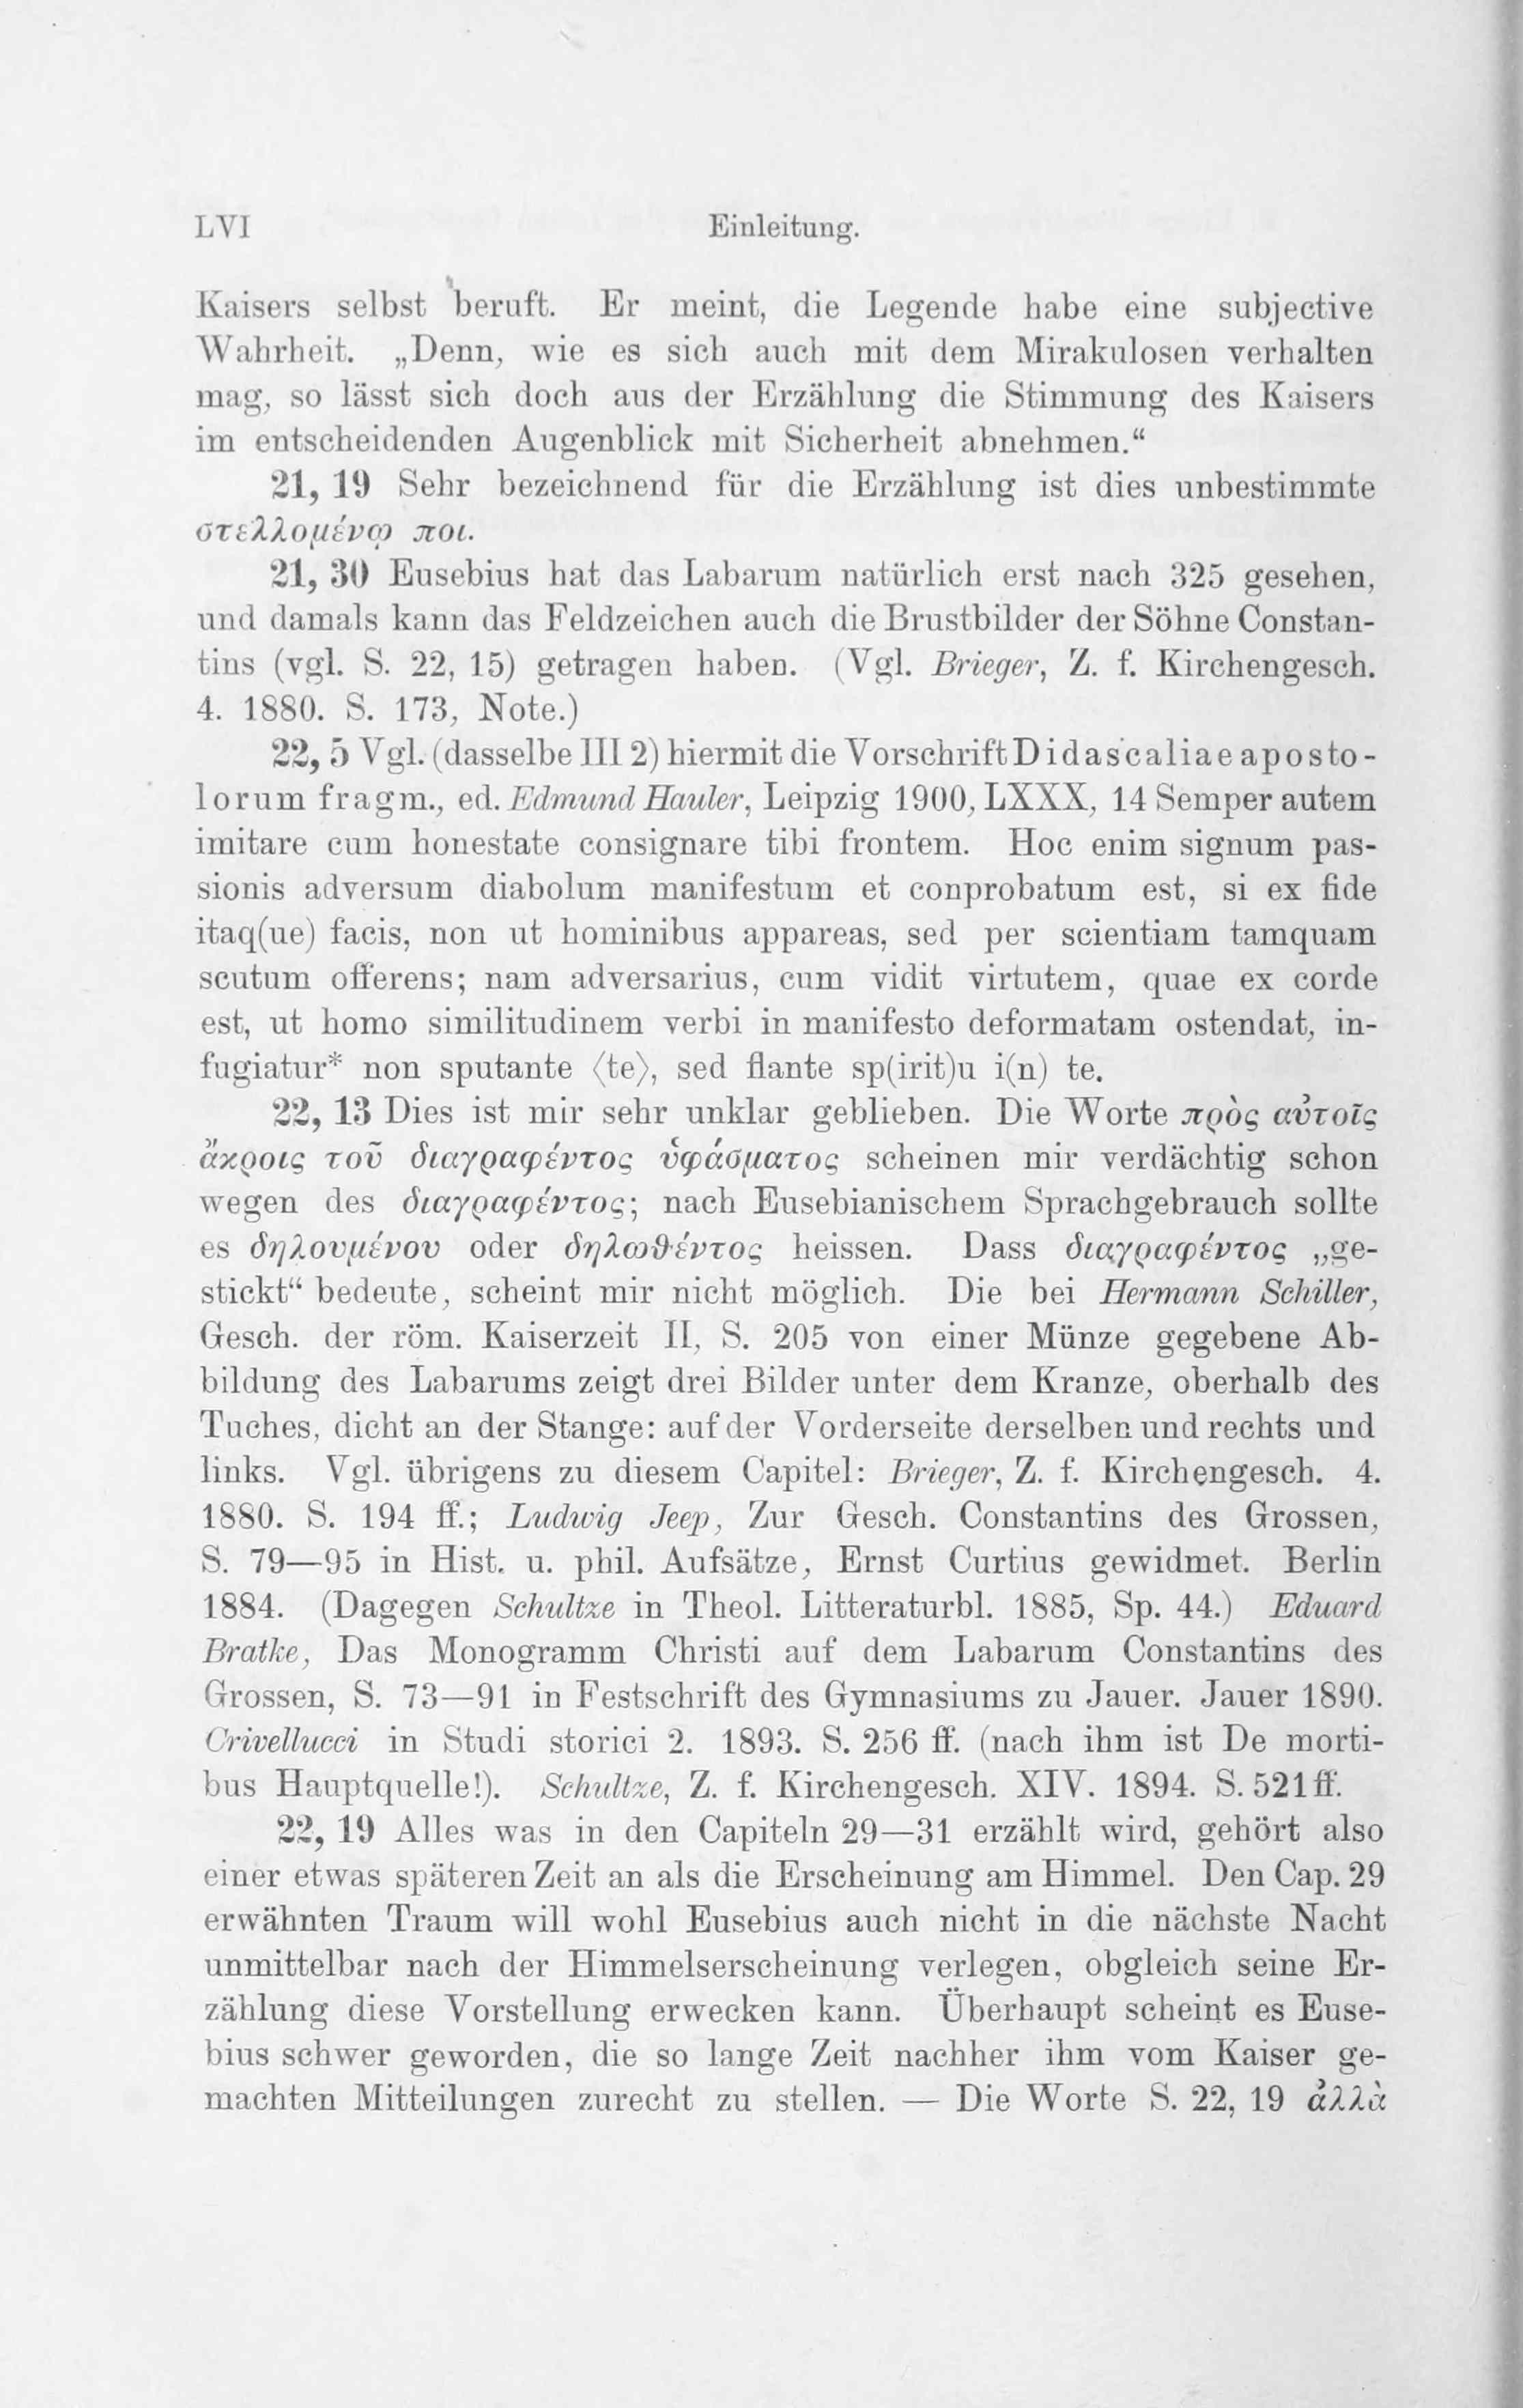 LVI Einleitung.
Kaisers selbst beruft. Er meint, die Legende habe eine subjective
Wahrheit. „Denn, wie es sich auch mit dem Mirakulosen verhalten
mag, so lässt sich doch aus der Erzählung die Stimmung des Kaisers
im entscheidenden Augenblick mit Sicherheit abnehmen.“
21, 19 Sehr bezeichnend für die Erzählung ist dies unbestimmte
στελλομένῳ ποι.
21, 30 Eusebius hat das Labarum natürlich erst nach 325 gesehen,
und damals kann das Feldzeichen auch die Brustbilder der Söhne Constan-
tins (vgl. S. 22, 15) getragen haben. (Vgl. Brieger, Z. f. Kirchengesch.
4. 1880. S. 173, Note.)
22, 5 Vgl. (dasselbe III 2) hiermit die Vorschrift Didascaliae aposto-
lorum fragm., ed. Edmund Hauler, Leipzig 1900, LXXX, 14 Semper autem
imitare cum honestate consignare tibi frontem. Hoc enim signum pas-
sionis adversum diabolum manifestum et conprobatum est, si ex fide
itaq(ue) facis, non ut hominibus appareas, sed per scientiam tamquam
scutum offerens; nam adversarius, cum vidit virtutem, quae ex corde
est, ut homo similitudinem verbi in manifesto deformatam ostendat, in-
fugiatur* non sputante ⟨te⟩, sed flante sp(irit)u i(n) te.
22, 13 Dies ist mir sehr unklar geblieben. Die Worte πρὸς αὐτοῖς
ἄκροις τοῦ διαγραφέντος ὑφάσματος scheinen mir verdächtig schon
wegen des διαγραφέντος; nach Eusebianischem Sprachgebrauch sollte
es δηλουμένου oder δηλωθέντος heissen. Dass διαγραφέντος „ge-
stickt“ bedeute, scheint mir nicht möglich. Die bei Hermann Schiller,
Gesch. der röm. Kaiserzeit II, S. 205 von einer Münze gegebene Ab-
bildung des Labarums zeigt drei Bilder unter dem Kranze, oberhalb des
Tuches, dicht an der Stange: auf der Vorderseite derselben und rechts und
links. Vgl. übrigens zu diesem Capitel: Brieger, Z. f. Kirchengesch. 4.
1880. S. 194 ff.; Ludwig Jeep, Zur Gesch. Constantins des Grossen,
S. 79—95 in Hist. u. phil. Aufsätze, Ernst Curtius gewidmet. Berlin
1884. (Dagegen Schultze in Theol. Litteraturbl. 1885, Sp. 44.) Eduard
Bratke, Das Monogramm Christi auf dem Labarum Constantins des
Grossen, S. 73—91 in Festschrift des Gymnasiums zu Jauer. Jauer 1890.
Crivellucci in Studi storici 2. 1893. S. 256 ff. (nach ihm ist De morti-
bus Hauptquelle!). Schultze, Z. f. Kirchengesch. XIV. 1894. S. 521 ff.
22, 19 Alles was in den Capiteln 29—31 erzählt wird, gehört also
einer etwas späteren Zeit an als die Erscheinung am Himmel. Den Cap. 29
erwähnten Traum will wohl Eusebius auch nicht in die nächste Nacht
unmittelbar nach der Himmelserscheinung verlegen, obgleich seine Er-
zählung diese Vorstellung erwecken kann. Überhaupt scheint es Euse-
bius schwer geworden, die so lange Zeit nachher ihm vom Kaiser ge-
machten Mitteilungen zurecht zu stellen. — Die Worte S. 22, 19 ἀλλὰ